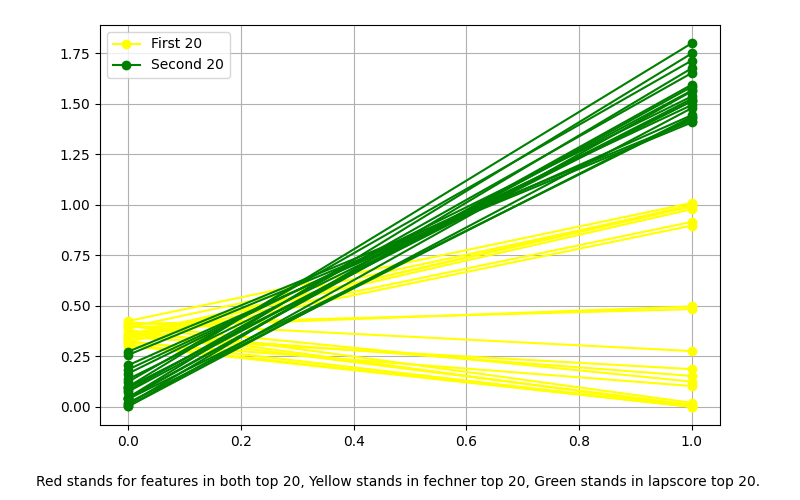 First 20
Second 20
1.75
1.50
1.25
1.00
0.75
0.50
0.25
0.00
0.0 0.2 0.4 0.6 0.8 1.0
Red stands for features in both top 20, Yellow stands in fechner top 20, Green stands in lapscore top 20.